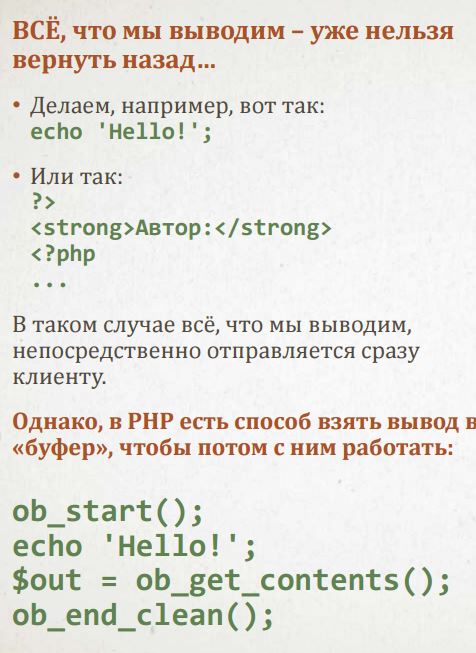 ВСЁ, что мы выводим – уже нельзя
вернуть назад…
• Делаем, например, вот так:
echo 'Hello!';
• Или так:
?>
<strong>Автор:</strong>
<?php
...
В таком случае всё, что мы выводим,
непосредственно отправляется сразу
клиенту.
Однако, в PHP есть способ взять вывод в
«буфер», чтобы потом с ним работать:
ob_start();
echo 'Hello!';
$out = ob_get_contents();
ob_end_clean();